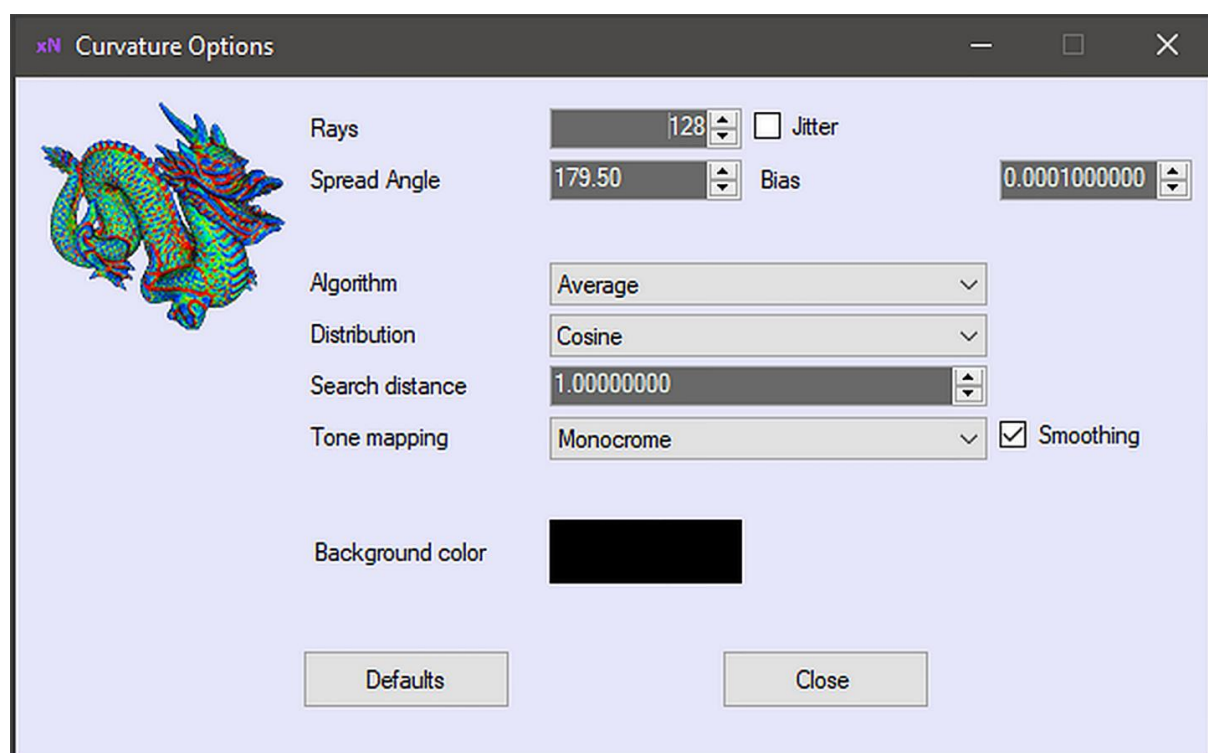 xN Curvature Options
Rays 128 Jitter
Spread Angle 179.50 Bias 0.0001000000
Algorithm Average
Distribution Cosine
Search distance 1.00000000
Tone mapping Monocrome Smoothing
Background color
Defaults Close